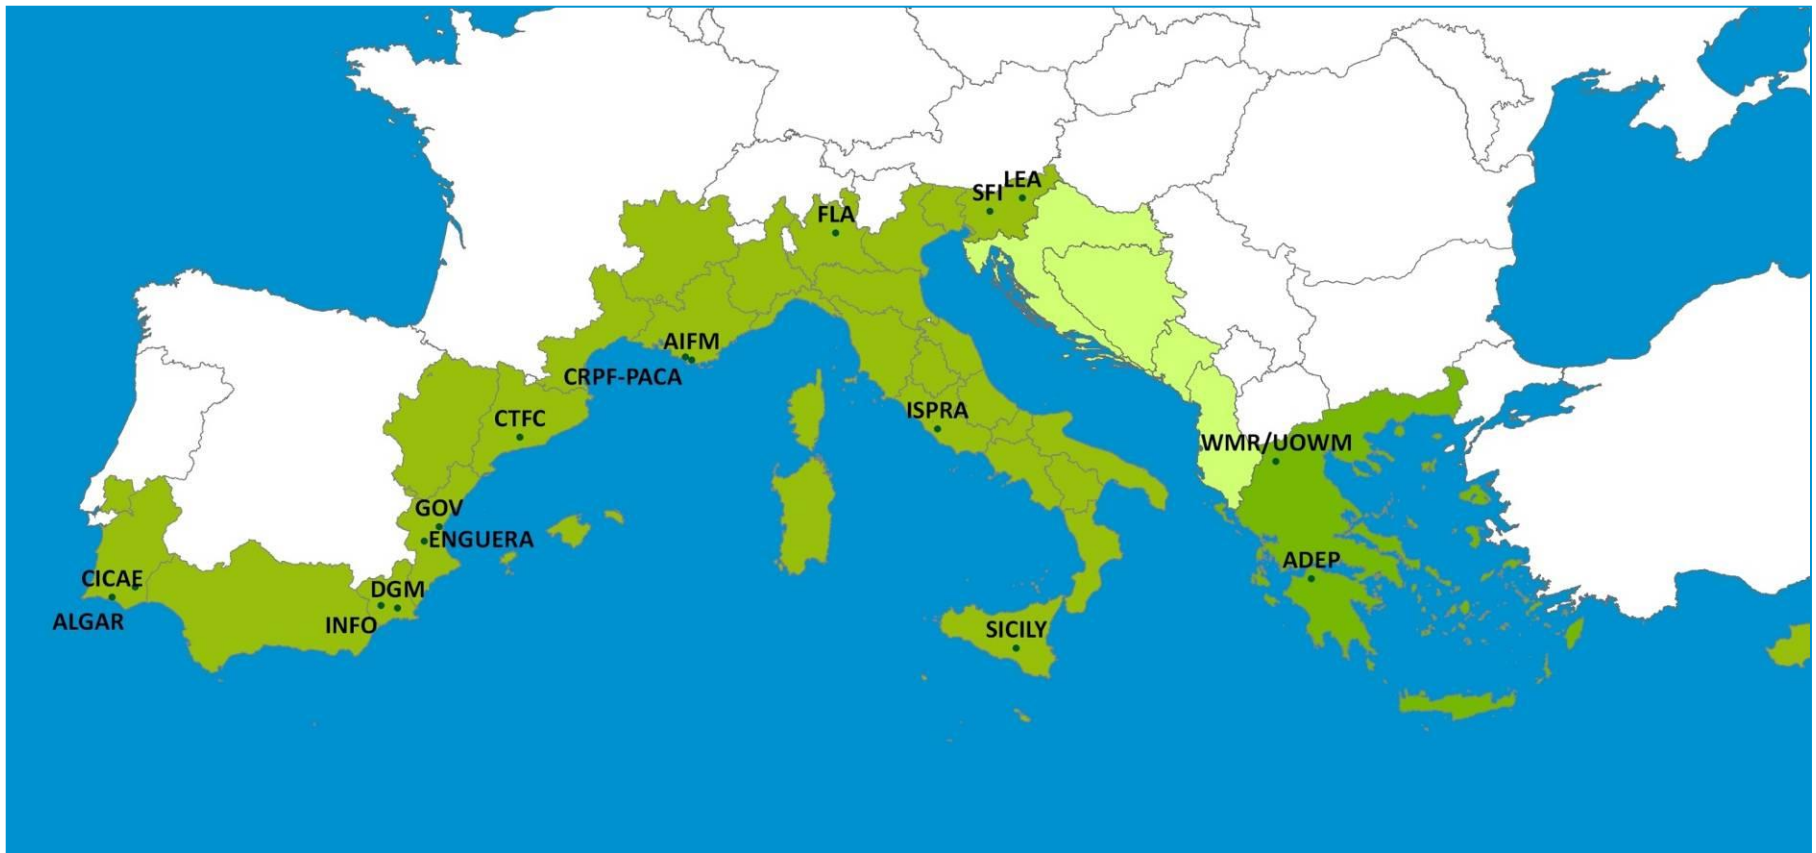 LEA
SFI
FLA
AIFM
CRPF-PACA
ISPRA
CTFC
WMR/UOWM
GOV
ENGUERA
ADEP
CICAE
DGM
ALGAR
INFO
SICILY